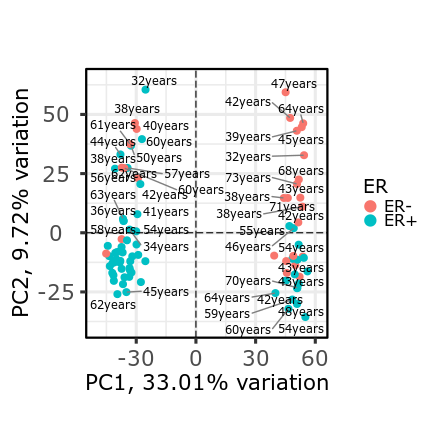 32years
47years
38years
42years
64years
61years
40years
44years
60years
39years
45years
38years
50years
32years
56years
62years
57years
68years
60years
73years
43years
63years
42years
38years
71years
36years
41years
38years
42years
58years
54years
55years
34years
46years
54years
43years
70years
43years
45years
64years
42years
62years
59years
48years
60years
54years
50
25
0
-25
-30
0
30
60
PC1, 33.01% variation
PC2, 9.72% variation
ER
ER-
ER+